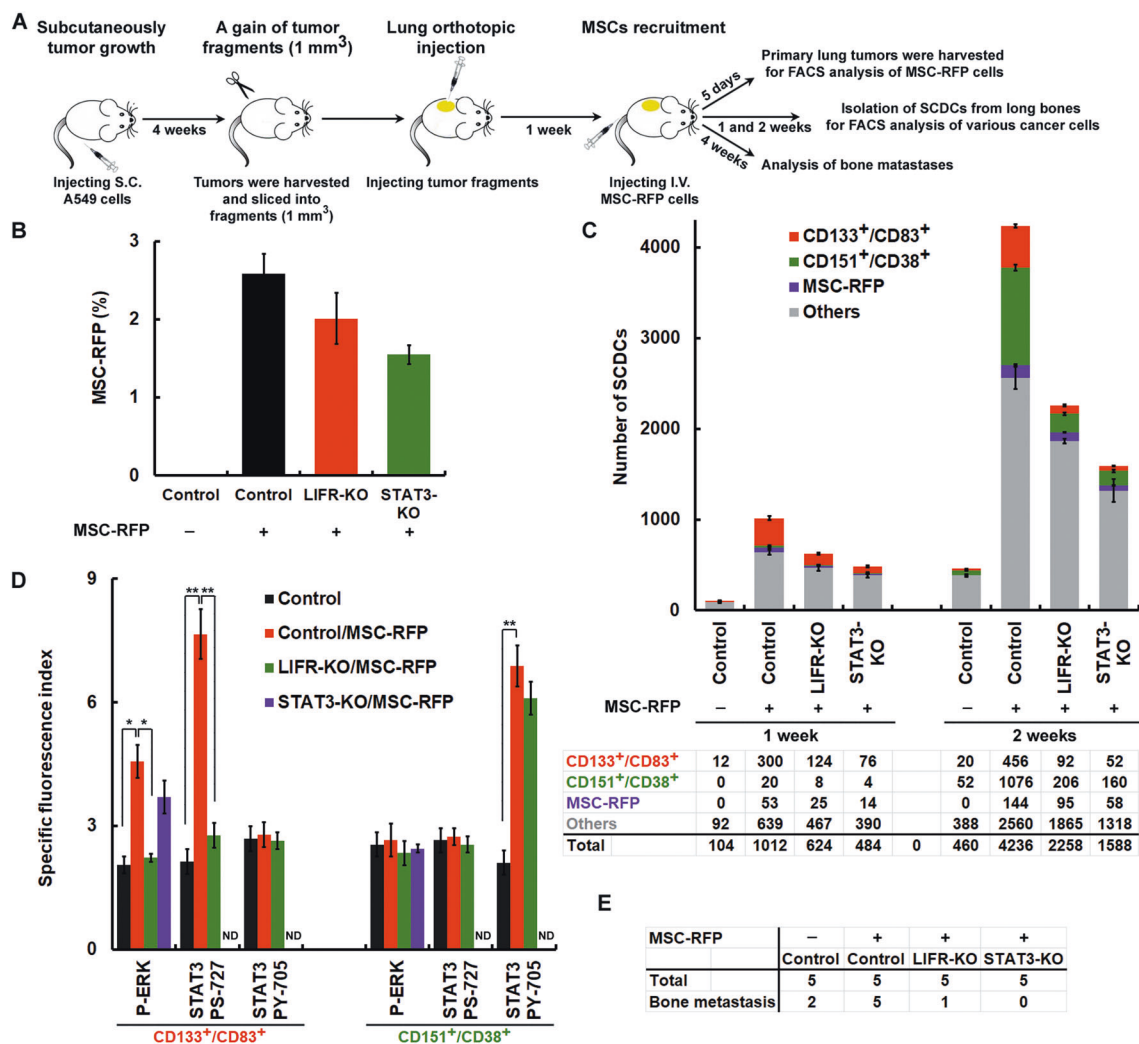 A
Subcutaneously
tumor growth
A gain of tumor
fragments (1 mm3)
Lung orthotopic
injection
MSCs recruitment
4 weeks
1 week
5 days
1 and 2 weeks
4 weeks
Primary lung tumors were harvested
for FACS analysis of MSC-RFP cells
Isolation of SCDCs from long bones
for FACS analysis of various cancer cells
Analysis of bone matastases
Injecting S.C.
A549 cells
Tumors were harvested
and sliced into
fragments (1 mm3)
Injecting tumor fragments
Injecting I.V.
MSC-RFP cells
B
MSC-RFP (%)
3
2
1
0
Control Control LIFR-KO STAT3-
KO
MSC-RFP – + + +
C
Number of SCDCs
4000
3000
2000
1000
0
CD133+/CD83+
CD151+/CD38+
MSC-RFP
Others
Control Control LIFR-KO STAT3-KO Control Control LIFR-KO STAT3-KO
MSC-RFP – + + + – + + +
1 week 2 weeks
CD133+/CD83+ 12 300 124 76 20 456 92 52
CD151+/CD38+ 0 20 8 4 52 1076 206 160
MSC-RFP 0 53 25 14 0 144 95 58
Others 92 639 467 390 388 2560 1865 1318
Total 104 1012 624 484 0 460 4236 2258 1588
D
Specific fluorescence index
9
6
3
0
Control
Control/MSC-RFP
LIFR-KO/MSC-RFP
STAT3-KO/MSC-RFP
* *
** **
**
ND ND ND ND
P-ERK STAT3 PS-727 STAT3 PY-705 P-ERK STAT3 PS-727 STAT3 PY-705
CD133+/CD83+ CD151+/CD38+
E
MSC-RFP – + + +
Control Control LIFR-KO STAT3-KO
Total 5 5 5 5
Bone metastasis 2 5 1 0